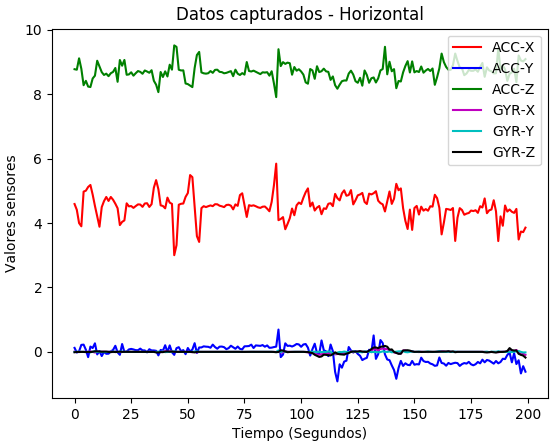 Datos capturados - Horizontal
ACC-X
ACC-Y
ACC-Z
GYR-X
GYR-Y
GYR-Z
Valores sensores
10
8
6
4
2
0
0 25 50 75 100 125 150 175 200
Tiempo (Segundos)